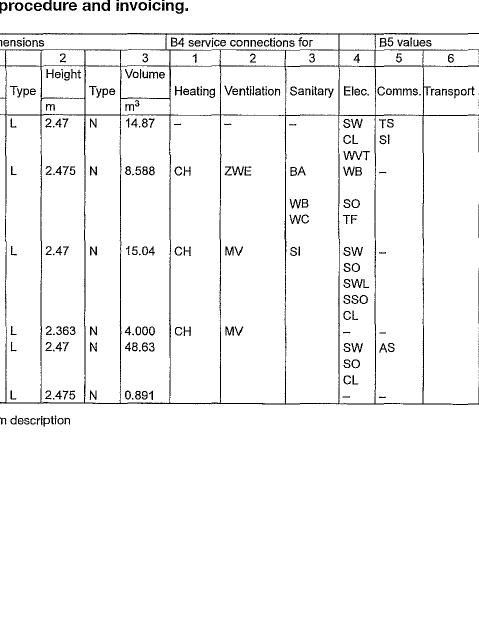 procedure and invoicing.
nensions B4 service connections for B5 values
2 3 1 2 3 4 5 6
Height Volume
Type Type Heating Ventilation Sanitary Elec. Comms. Transport
m m³
L 2.47 N 14.87 – – – SW TS
CL SI
WVT
L 2.475 N 8.588 CH ZWE BA WB –
WB SO
WC TF
L 2.47 N 15.04 CH MV SI SW –
SO
SWL
SSO
CL
L 2.363 N 4.000 CH MV – –
L 2.47 N 48.63 SW AS
SO
CL
L 2.475 N 0.891 – –
n description